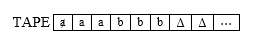 TAPE a̷ a a b b b Δ Δ ...